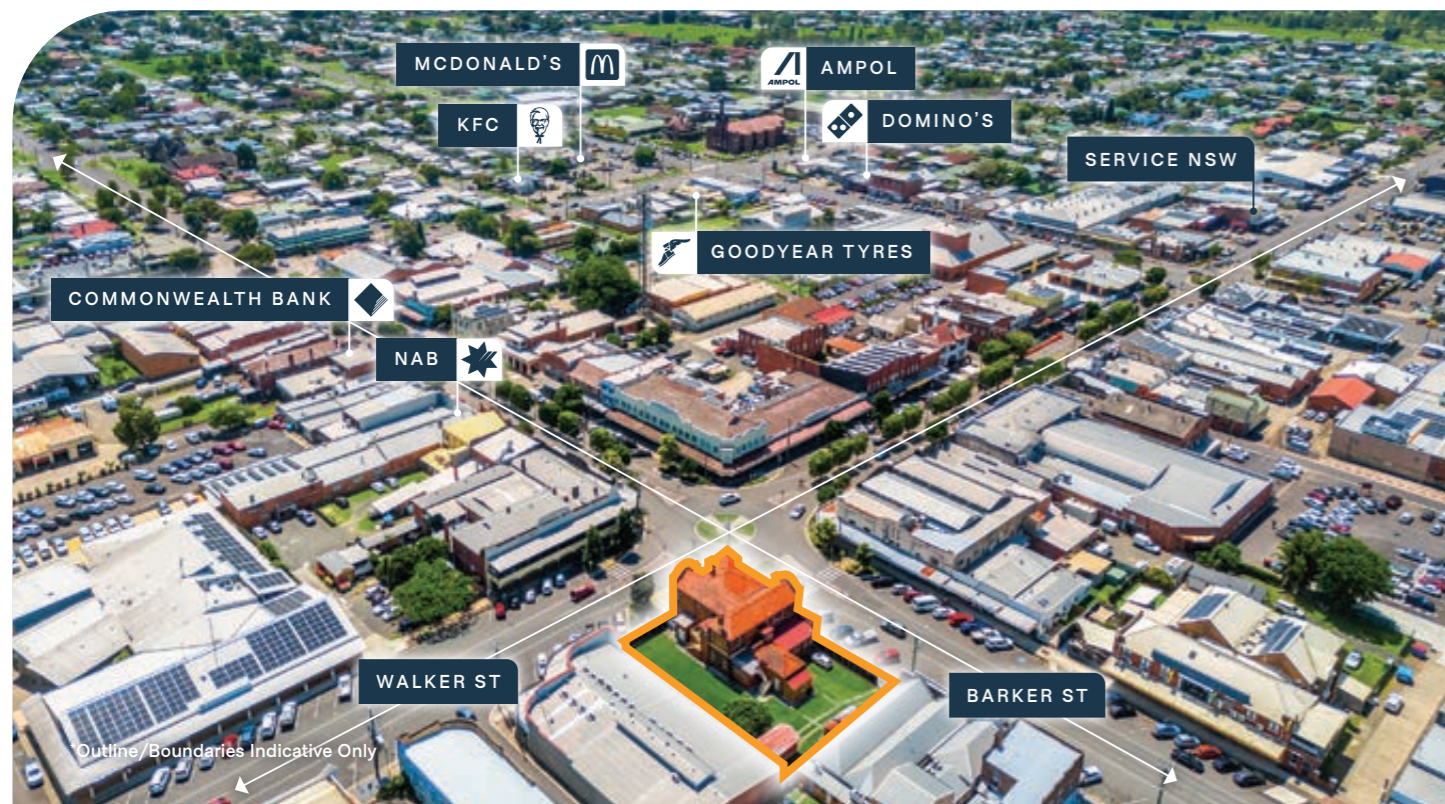 MCDONALD'S
AMPOL
AMPOL
KFC
DOMINO'S
SERVICE NSW
GOODYEAR TYRES
COMMONWEALTH BANK
NAB
WALKER ST
BARKER ST
*Outline/Boundaries Indicative Only